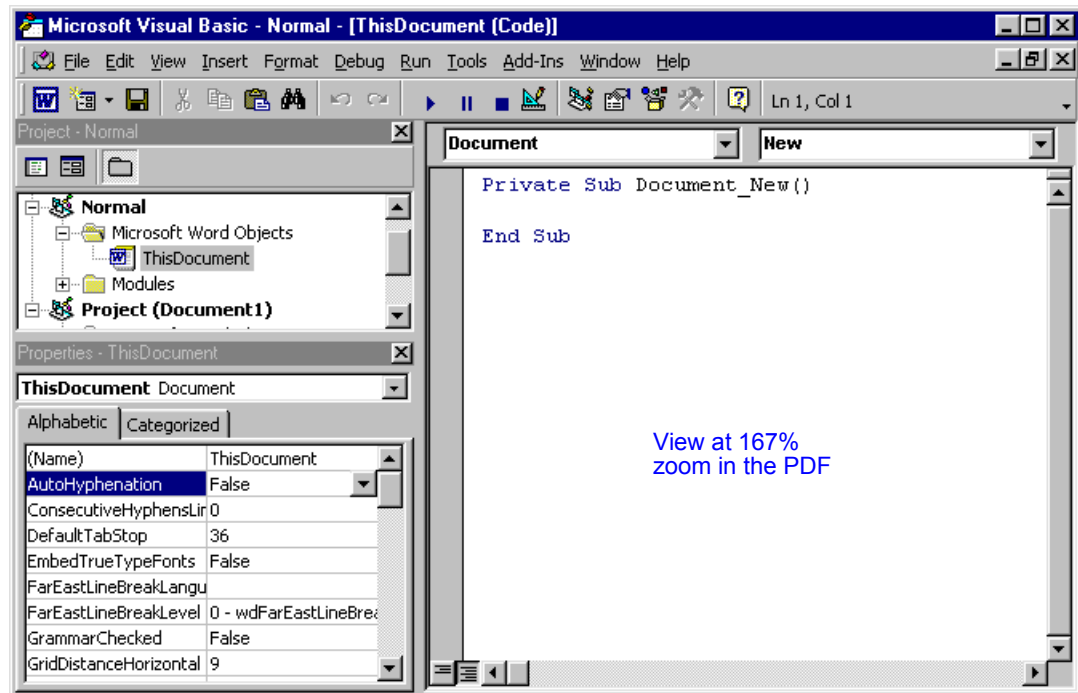 Microsoft Visual Basic - Normal - [ThisDocument (Code)]
File Edit View Insert Format Debug Run Tools Add-Ins Window Help
Ln 1, Col 1
Project - Normal
Normal
Microsoft Word Objects
ThisDocument
Modules
Project (Document1)
Properties - ThisDocument
ThisDocument Document
Alphabetic Categorized
(Name) ThisDocument
AutoHyphenation False
ConsecutiveHyphensLir 0
DefaultTabStop 36
EmbedTrueTypeFonts False
FarEastLineBreakLangu
FarEastLineBreakLevel 0 - wdFarEastLineBrea
GrammarChecked False
GridDistanceHorizontal 9
Document New
Private Sub Document_New()
End Sub
View at 167%
zoom in the PDF